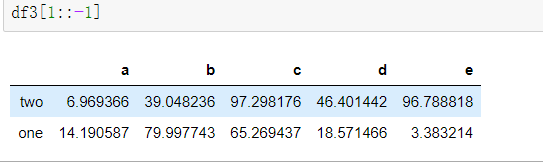 df3[1::-1]
a b c d e
two 6.969366 39.048236 97.298176 46.401442 96.788818
one 14.190587 79.997743 65.269437 18.571466 3.383214